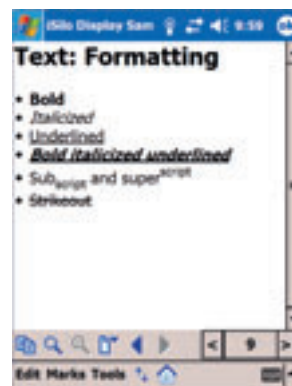 iSilo Display Sam 9:59 ok
Text: Formatting
• Bold
• Italicized
• Underlined
• Bold italicized underlined
• Subscript and superscript
• Strikeout
< 9 >
Edit Marks Tools